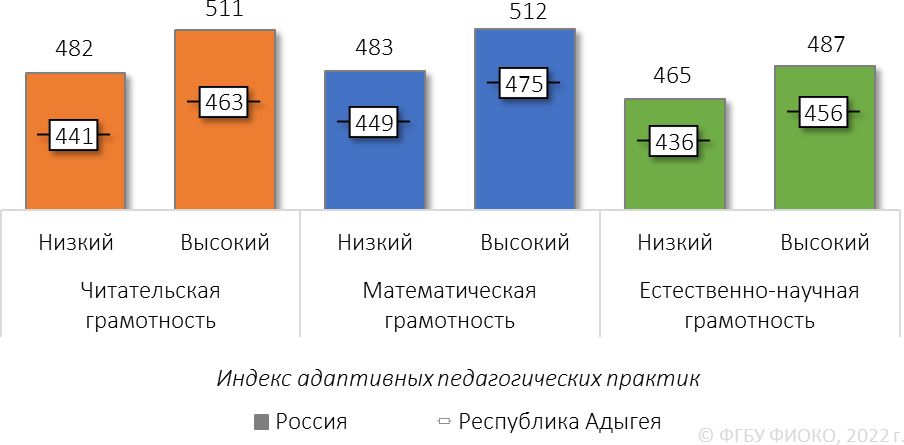 482
511
483
512
465
487
441
463
449
475
436
456
Низкий
Высокий
Низкий
Высокий
Низкий
Высокий
Читательская
грамотность
Математическая
грамотность
Естественно-научная
грамотность
Индекс адаптивных педагогических практик
Россия
Республика Адыгея
© ФГБУ ФИОКО, 2022 г.